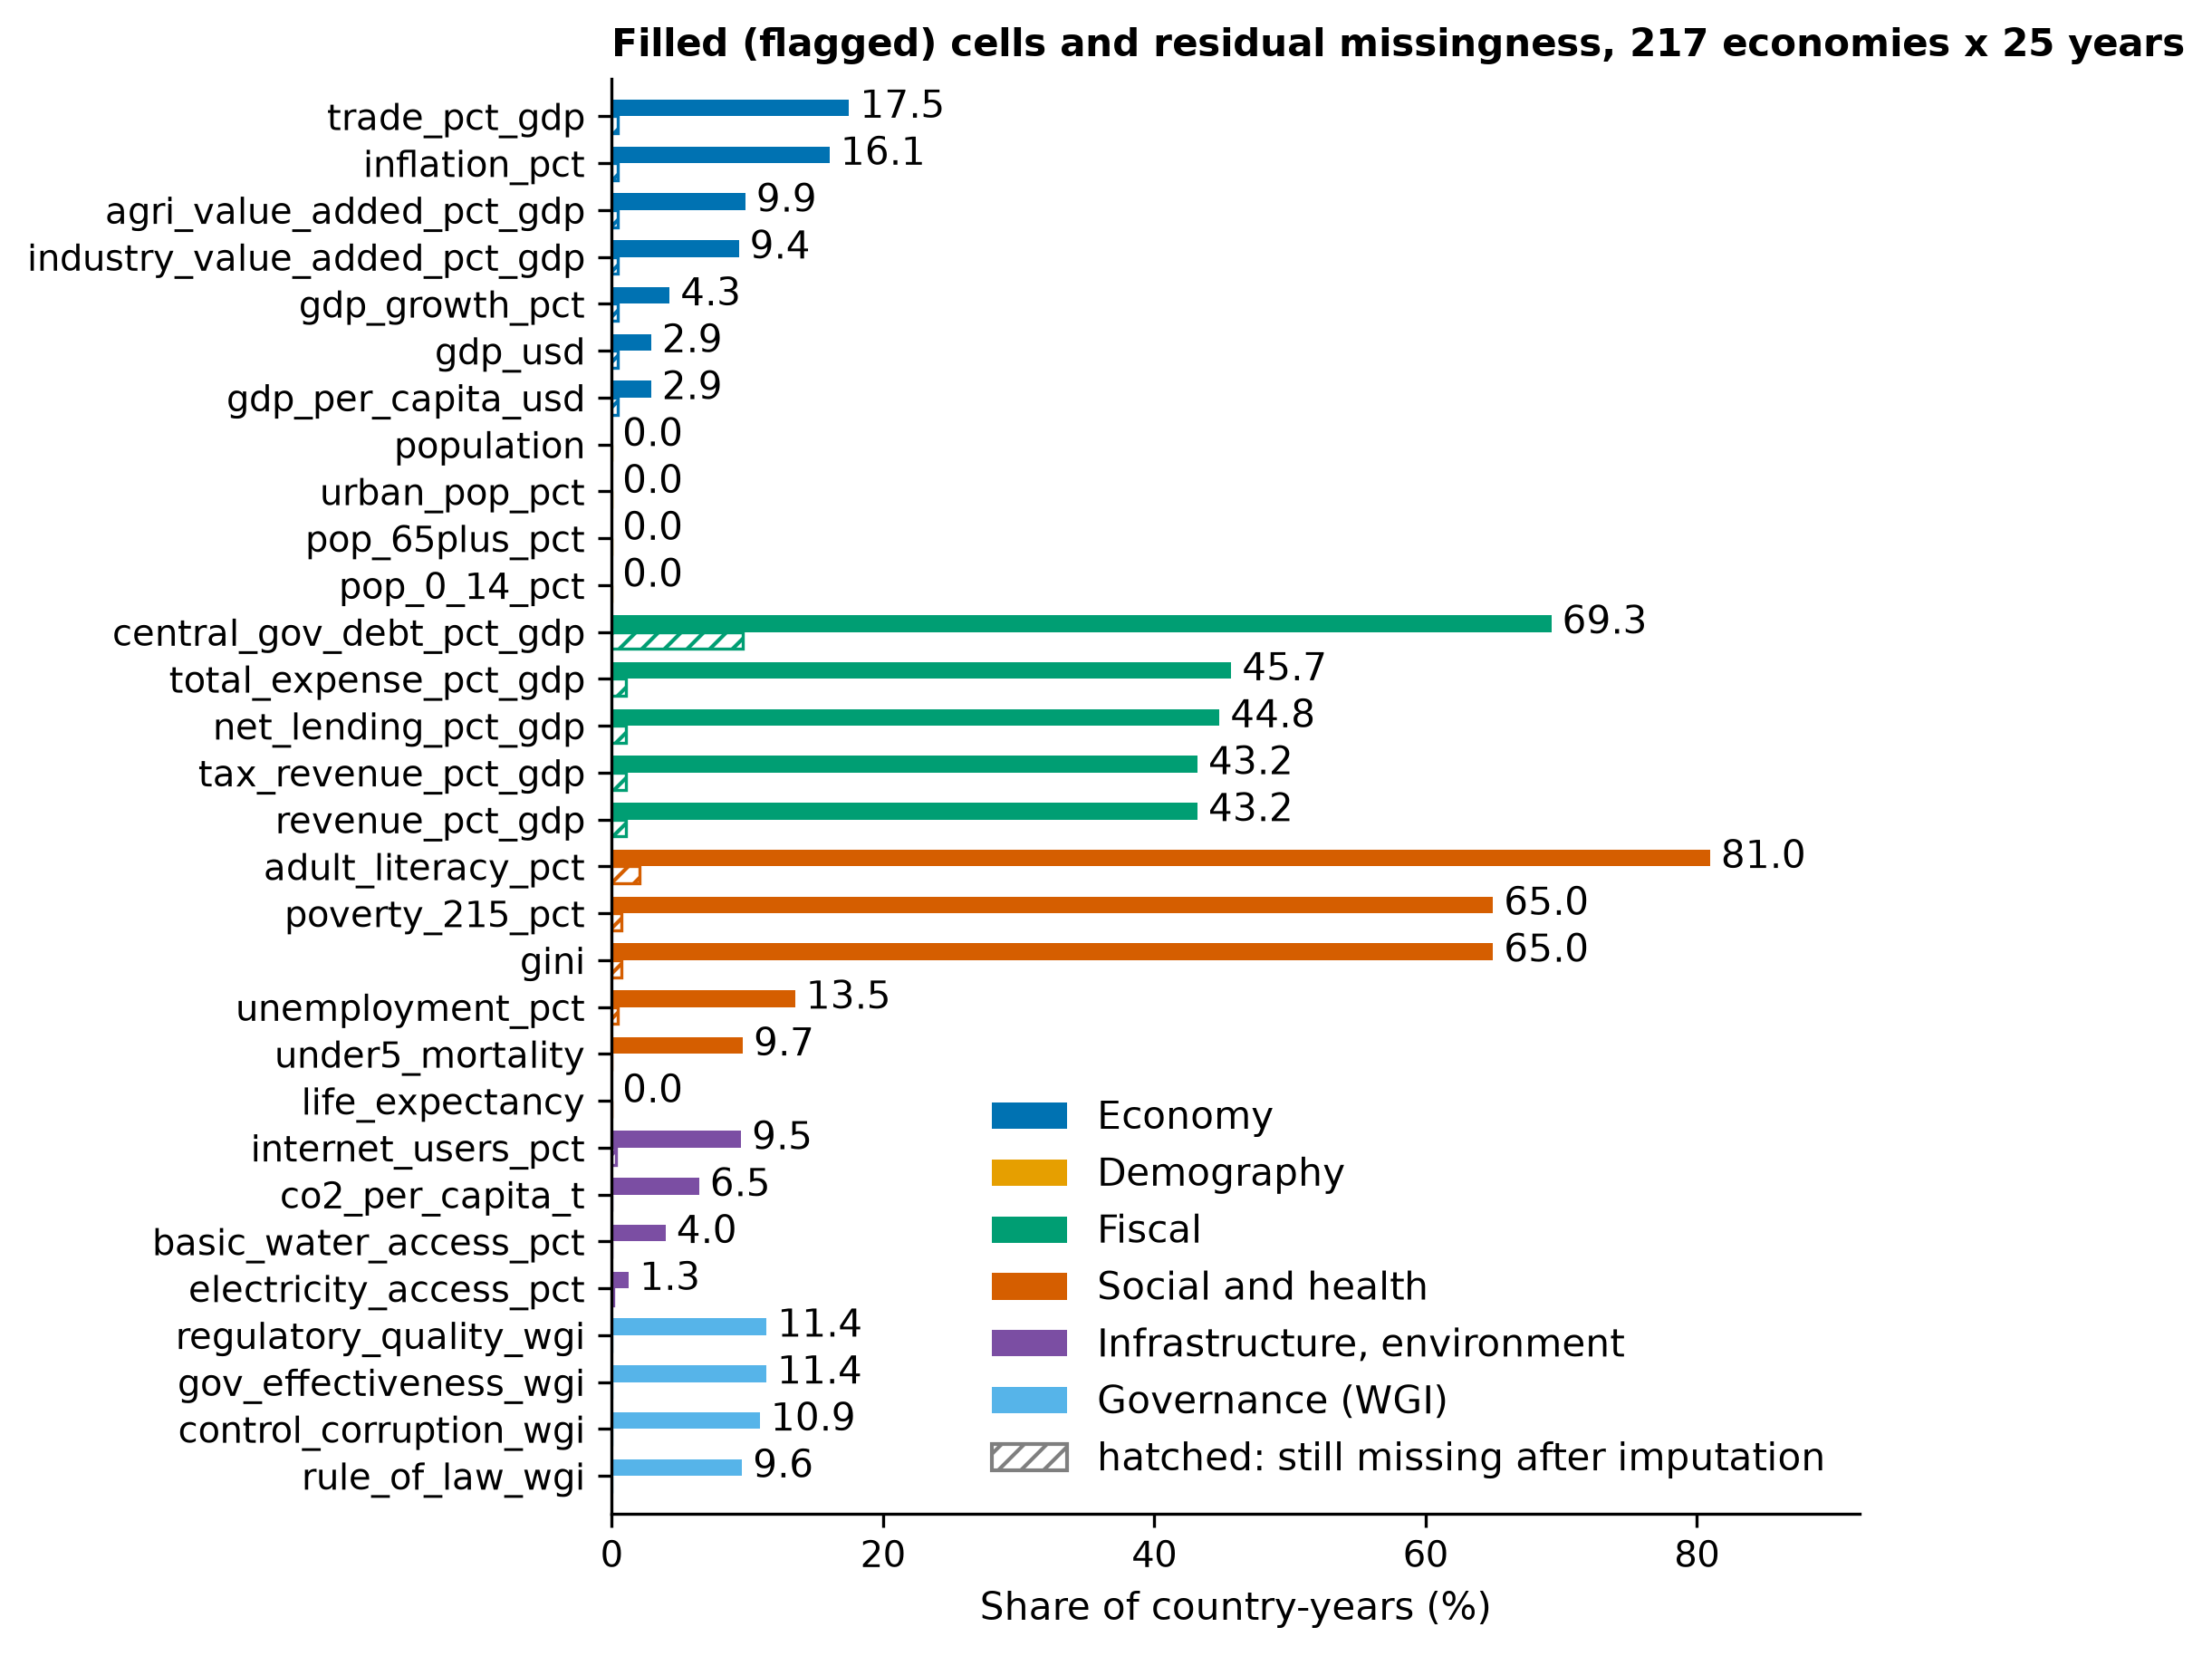 Filled (flagged) cells and residual missingness, 217 economies x 25 years
trade_pct_gdp 17.5
inflation_pct 16.1
agri_value_added_pct_gdp 9.9
industry_value_added_pct_gdp 9.4
gdp_growth_pct 4.3
gdp_usd 2.9
gdp_per_capita_usd 2.9
population 0.0
urban_pop_pct 0.0
pop_65plus_pct 0.0
pop_0_14_pct 0.0
central_gov_debt_pct_gdp 69.3
total_expense_pct_gdp 45.7
net_lending_pct_gdp 44.8
tax_revenue_pct_gdp 43.2
revenue_pct_gdp 43.2
adult_literacy_pct 81.0
poverty_215_pct 65.0
gini 65.0
unemployment_pct 13.5
under5_mortality 9.7
life_expectancy 0.0
internet_users_pct 9.5
co2_per_capita_t 6.5
basic_water_access_pct 4.0
electricity_access_pct 1.3
regulatory_quality_wgi 11.4
gov_effectiveness_wgi 11.4
control_corruption_wgi 10.9
rule_of_law_wgi 9.6
Economy
Demography
Fiscal
Social and health
Infrastructure, environment
Governance (WGI)
hatched: still missing after imputation
0 20 40 60 80
Share of country-years (%)